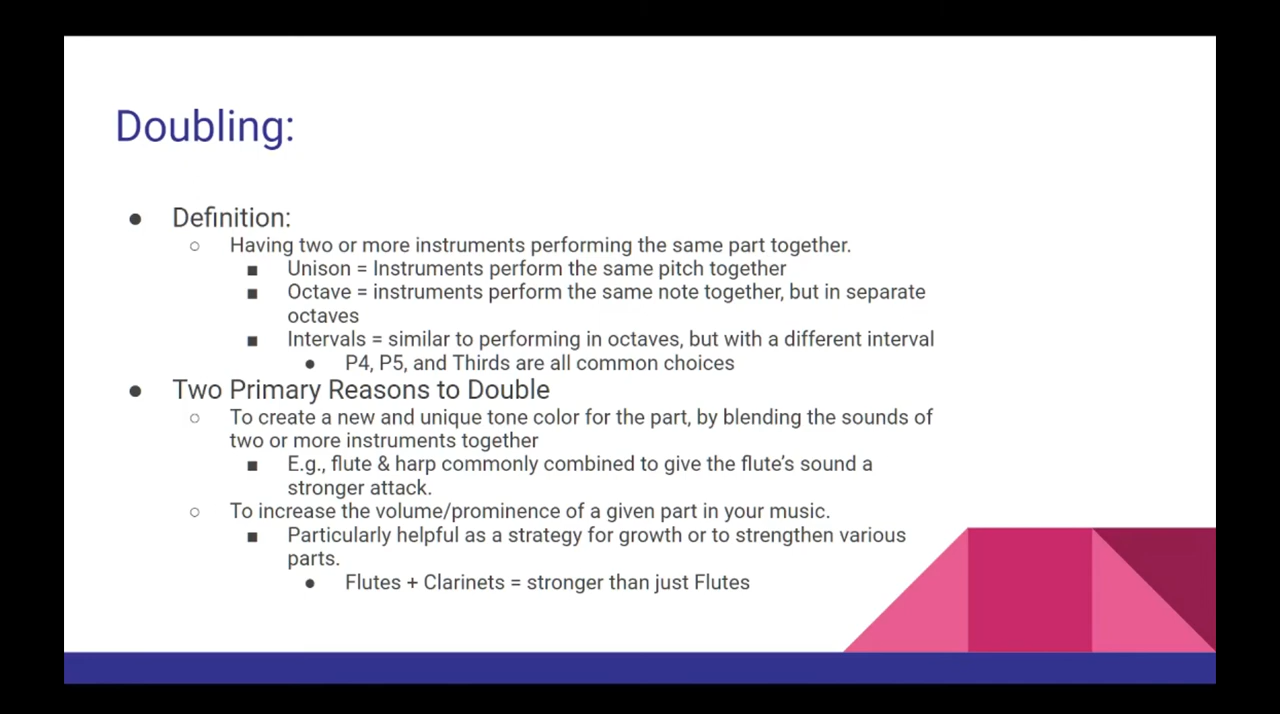 Doubling:
● Definition:
○ Having two or more instruments performing the same part together.
■ Unison = Instruments perform the same pitch together
■ Octave = instruments perform the same note together, but in separate
octaves
■ Intervals = similar to performing in octaves, but with a different interval
● P4, P5, and Thirds are all common choices
● Two Primary Reasons to Double
○ To create a new and unique tone color for the part, by blending the sounds of
two or more instruments together
■ E.g., flute & harp commonly combined to give the flute’s sound a
stronger attack.
○ To increase the volume/prominence of a given part in your music.
■ Particularly helpful as a strategy for growth or to strengthen various
parts.
● Flutes + Clarinets = stronger than just Flutes